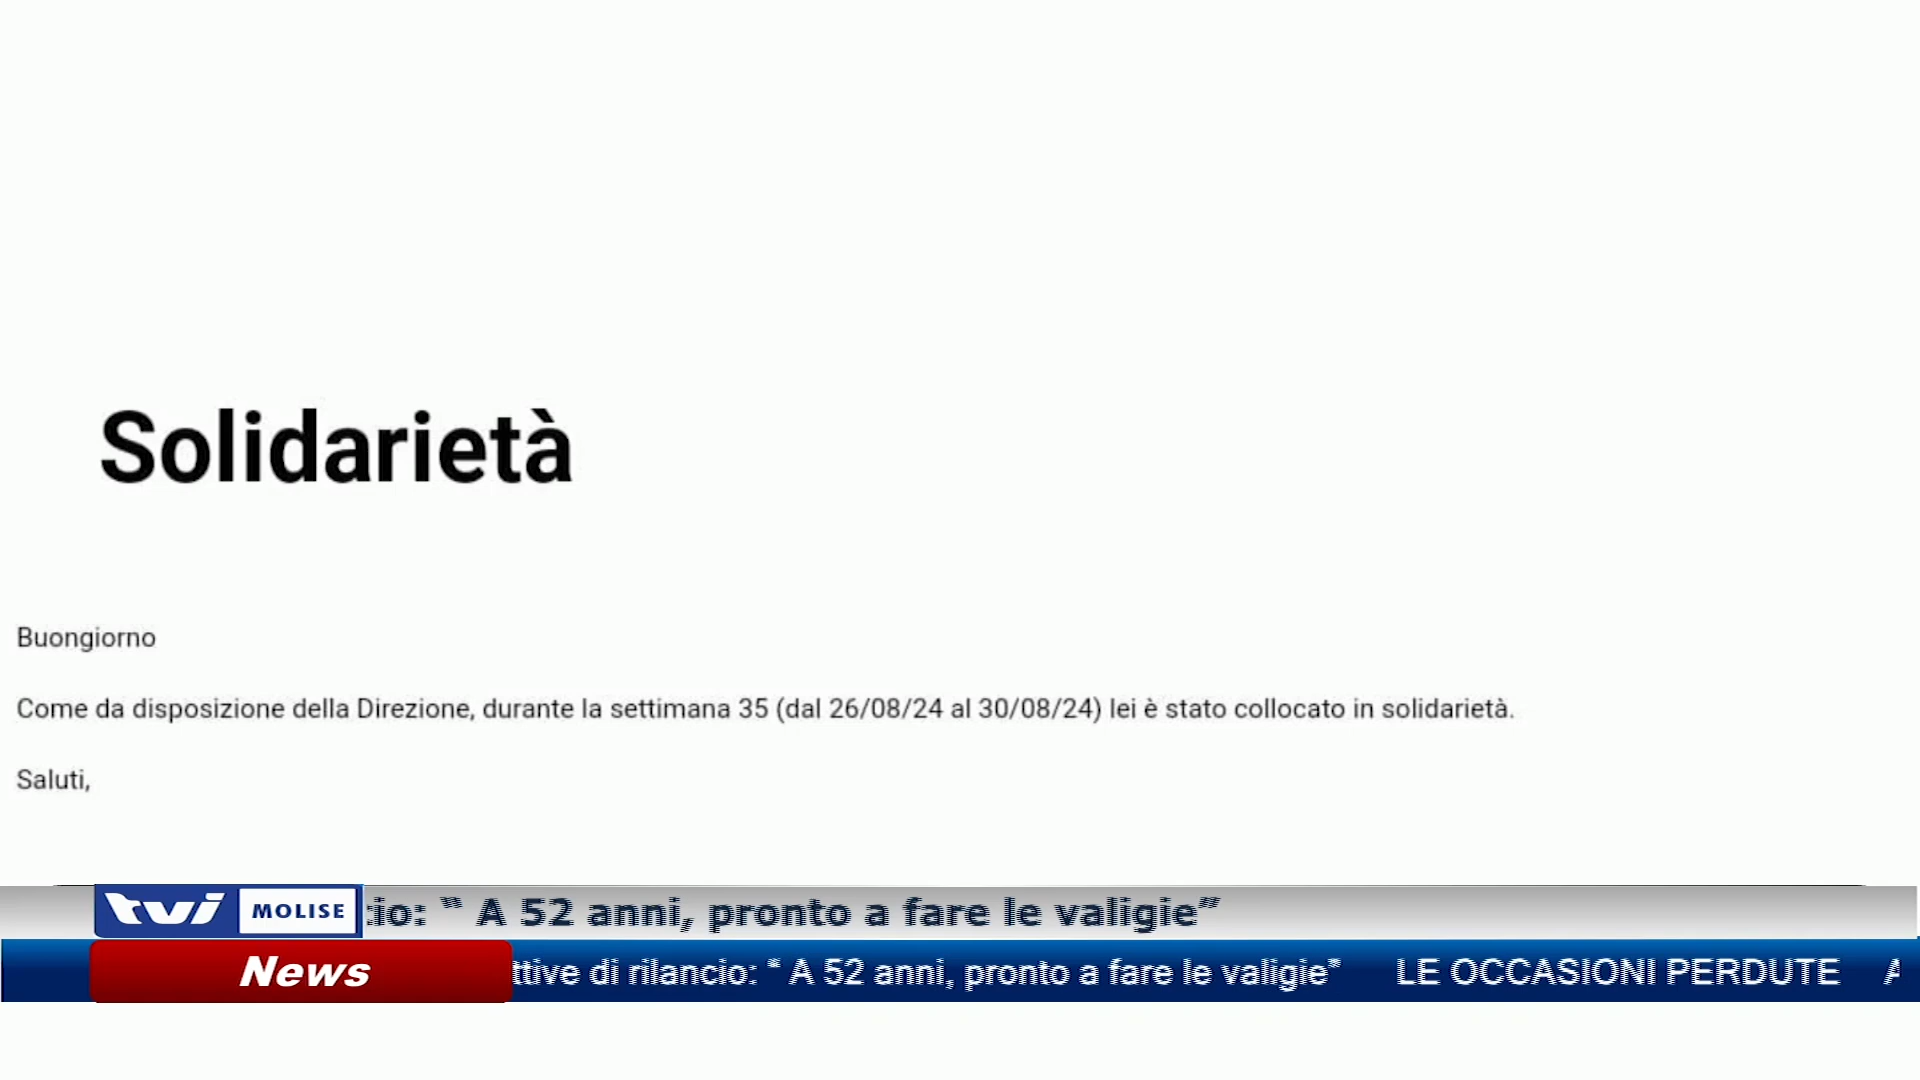 Solidarietà
Buongiorno
Come da disposizione della Direzione, durante la settimana 35 (dal 26/08/24 al 30/08/24) lei è stato collocato in solidarietà.
Saluti,
tvi MOLISE
“ A 52 anni, pronto a fare le valigie”
News
di rilancio: “ A 52 anni, pronto a fare le valigie” LE OCCASIONI PERDUTE